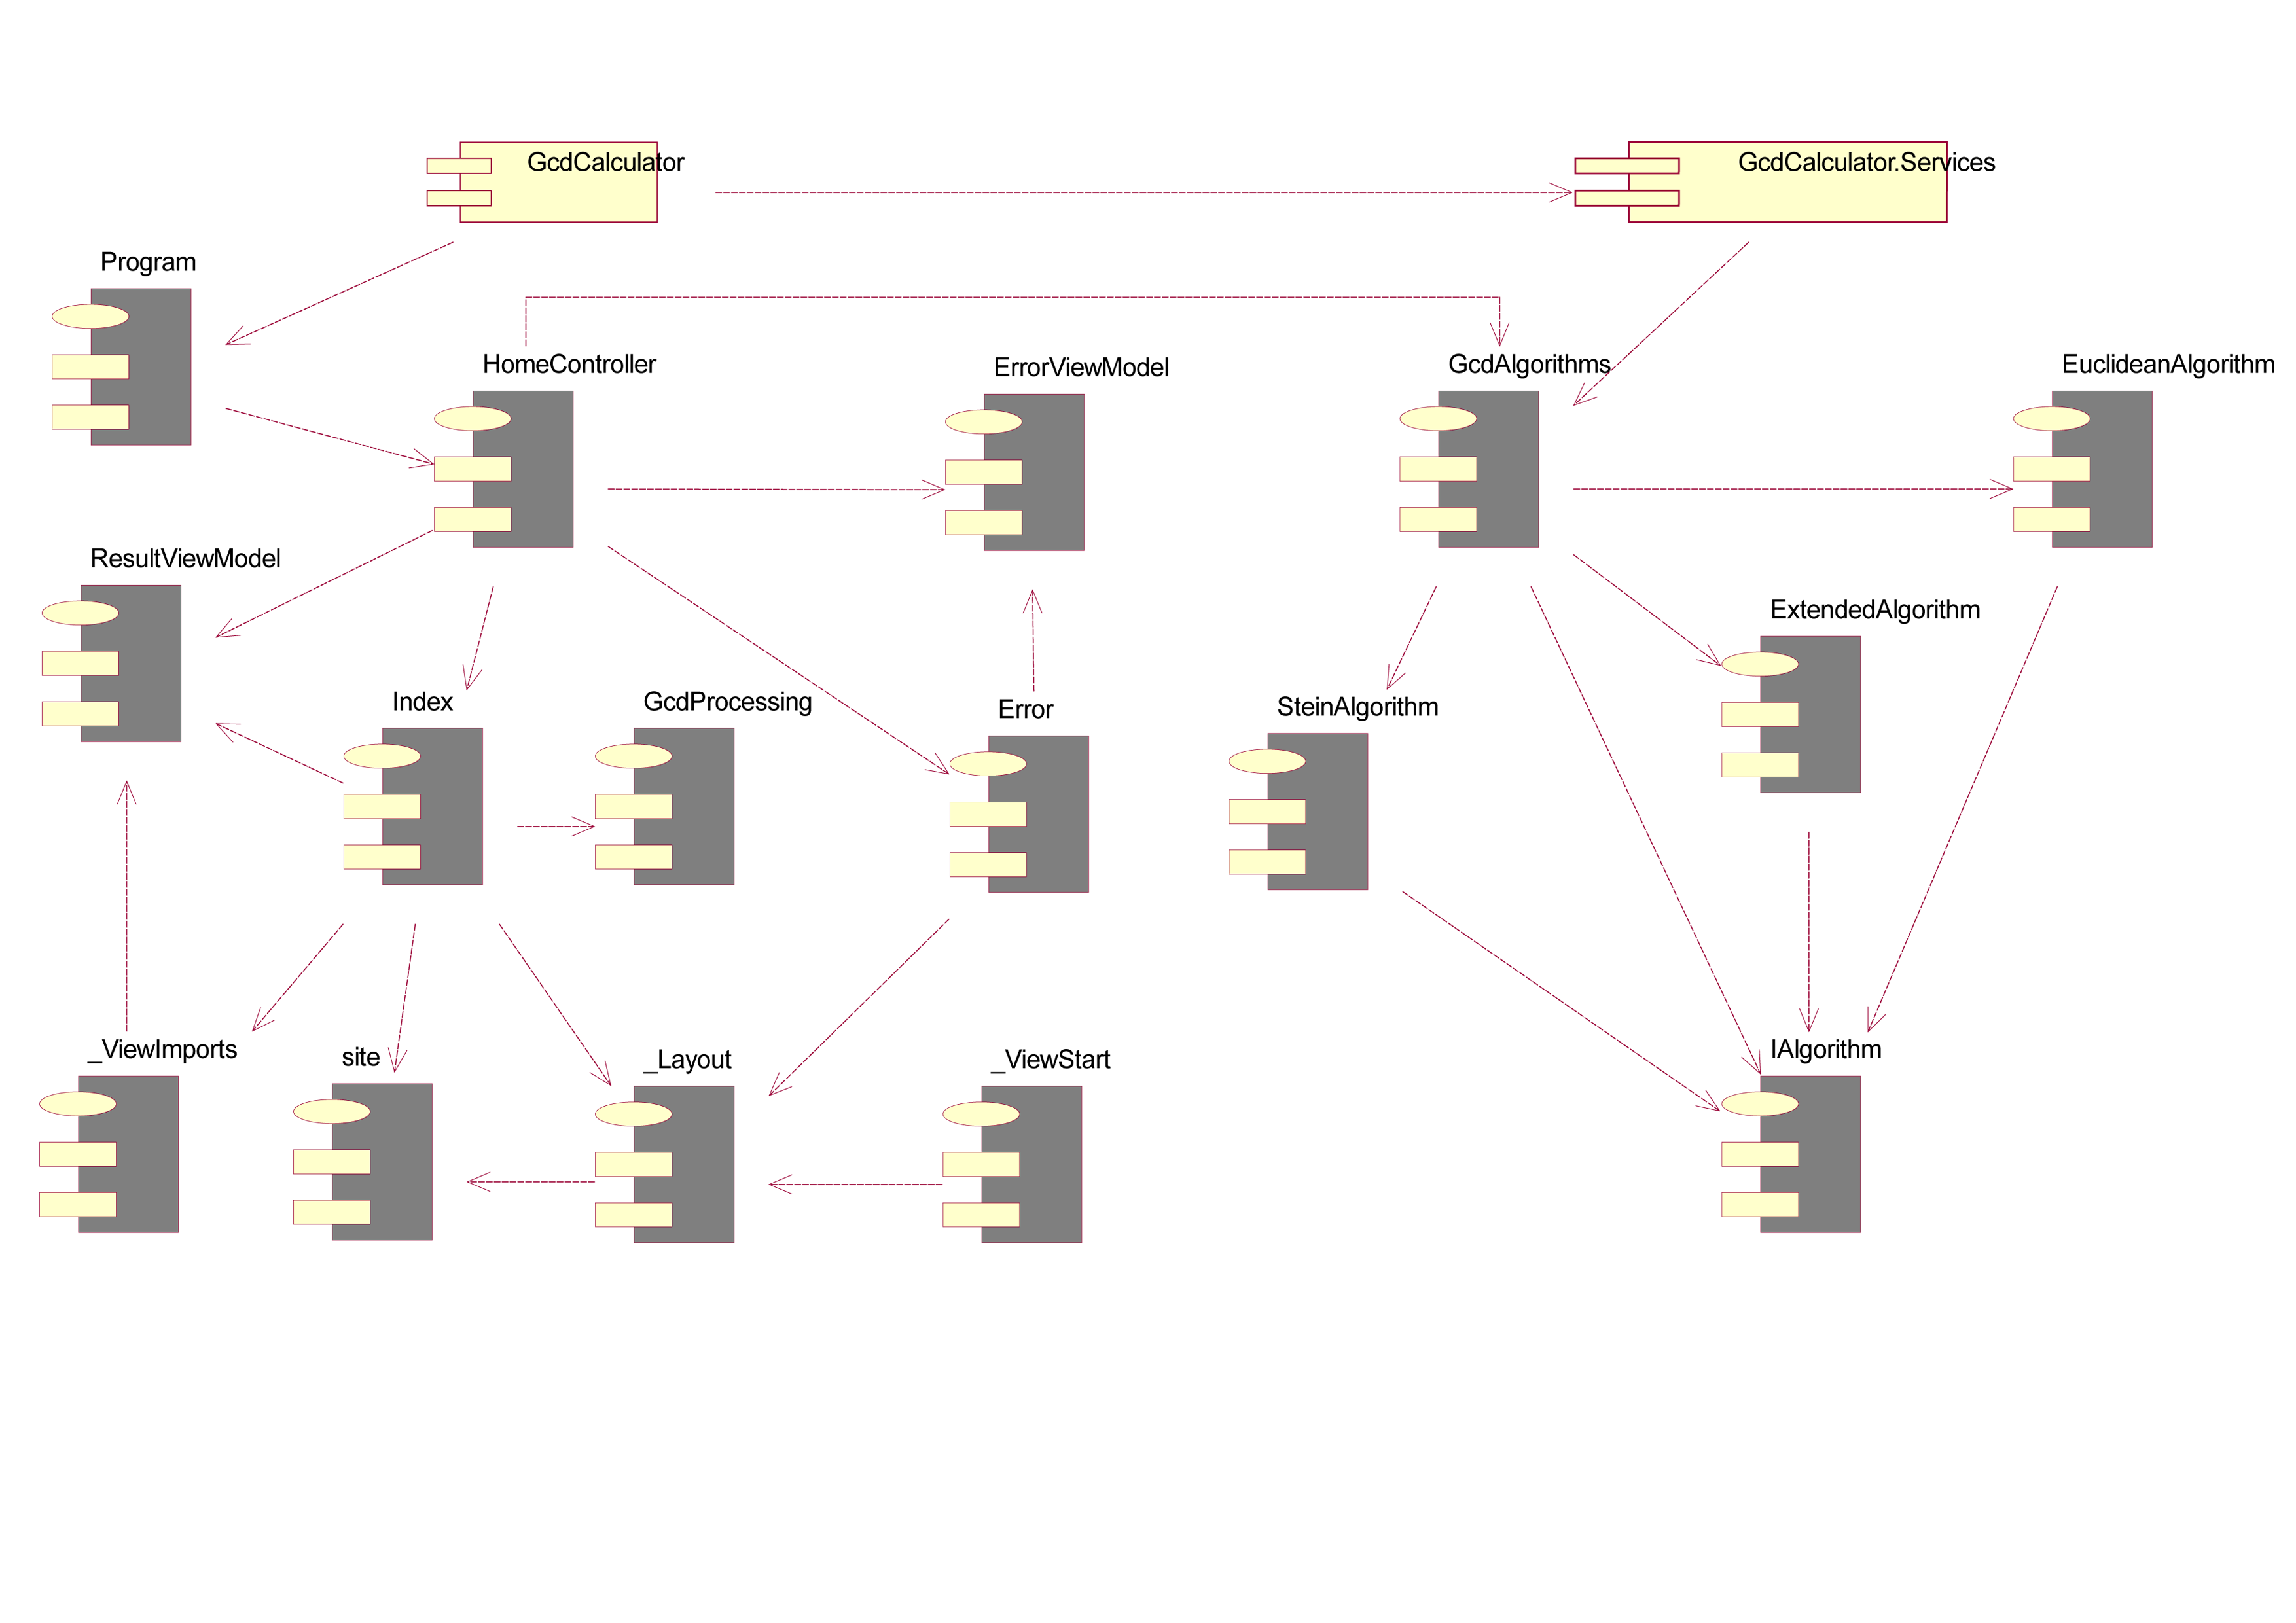 GcdCalculator
GcdCalculator.Services
Program
HomeController
ErrorViewModel
GcdAlgorithms
EuclideanAlgorithm
ResultViewModel
ExtendedAlgorithm
Index
GcdProcessing
Error
SteinAlgorithm
_ViewImports
site
_Layout
_ViewStart
IAlgorithm